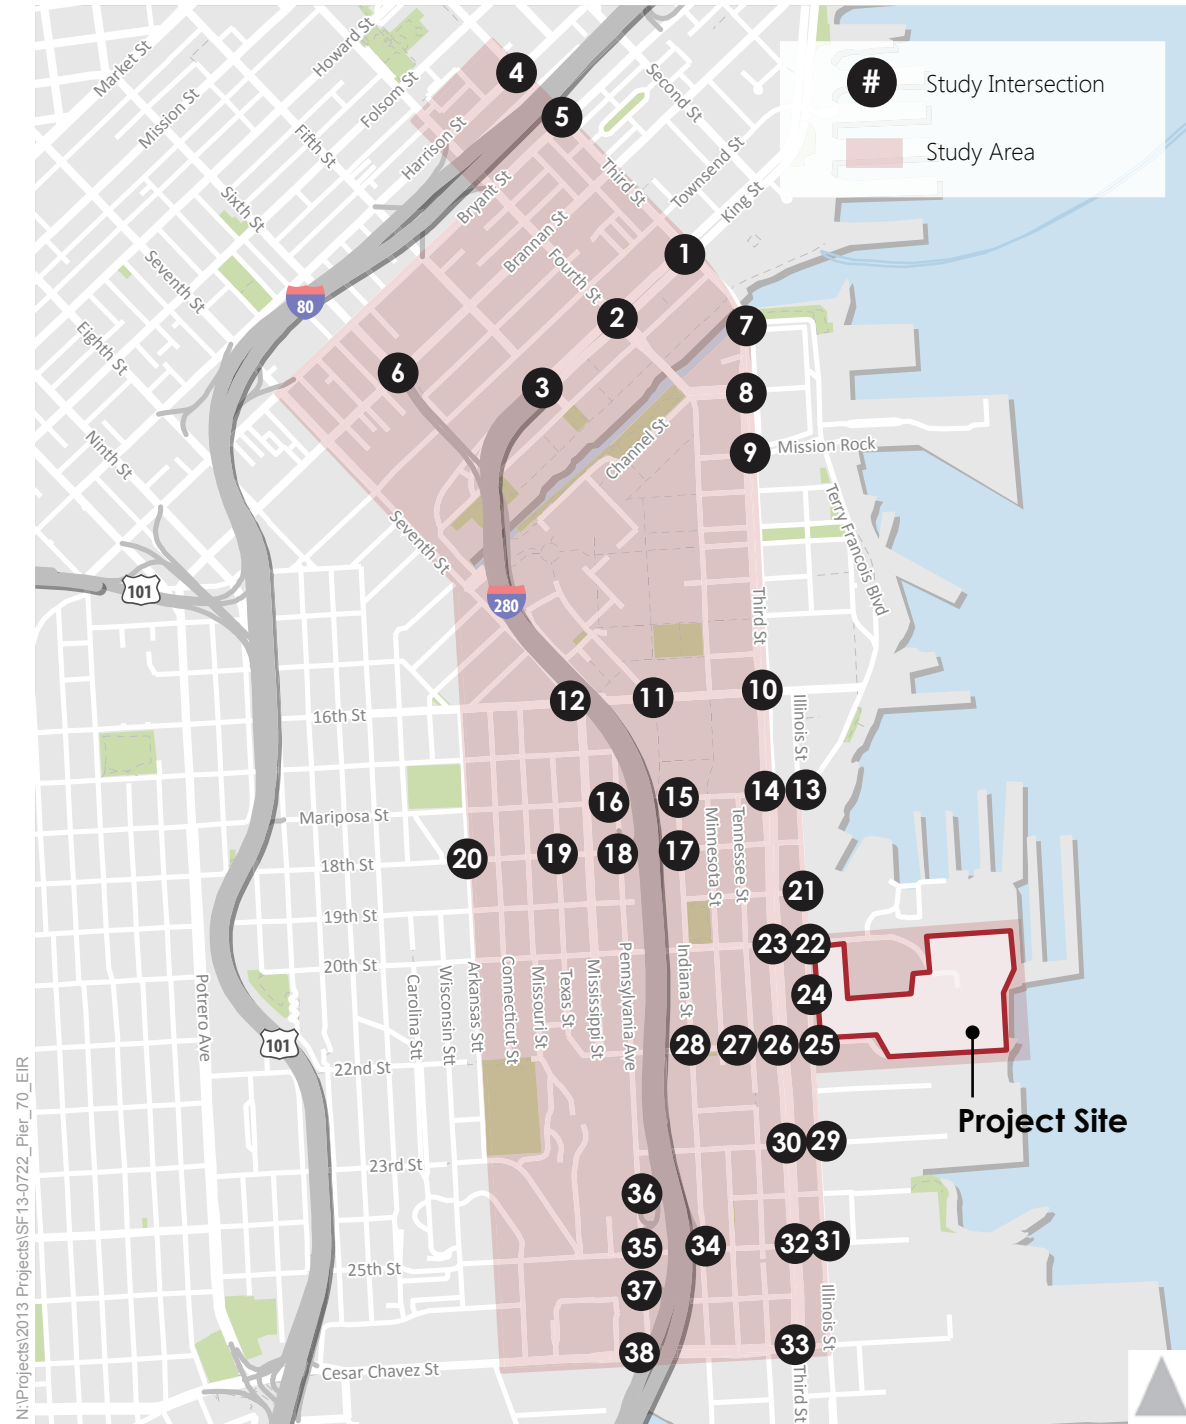 Market St
Howard St
Mission St
Folsom St
Fifth St
Harrison St
Second St
Sixth St
Bryant St
Third St
Townsend St
King St
Seventh St
Brannan St
Fourth St
Eighth St
Ninth St
Channel St
Seventh St
Mission Rock
Terry Francois Blvd
Third St
16th St
Illinois St
Mariposa St
18th St
19th St
20th St
Minnesota St
Tennessee St
Potrero Ave
Carolina Stt
Wisconsin Stt
Arkansas Stt
Connecticut St
Missouri St
Texas St
Mississippi St
Pennsylvania Ave
Indiana St
22nd St
23rd St
25th St
Cesar Chavez St
Illinois St
Third St
#
Study Intersection
Study Area
80
101
280
101
1
2
3
4
5
6
7
8
9
10
11
12
13
14
15
16
17
18
19
20
21
22
23
24
25
26
27
28
29
30
31
32
33
34
35
36
37
38
Project Site
N:\Projects\2013 Projects\SF13-0722_Pier_70_EIR